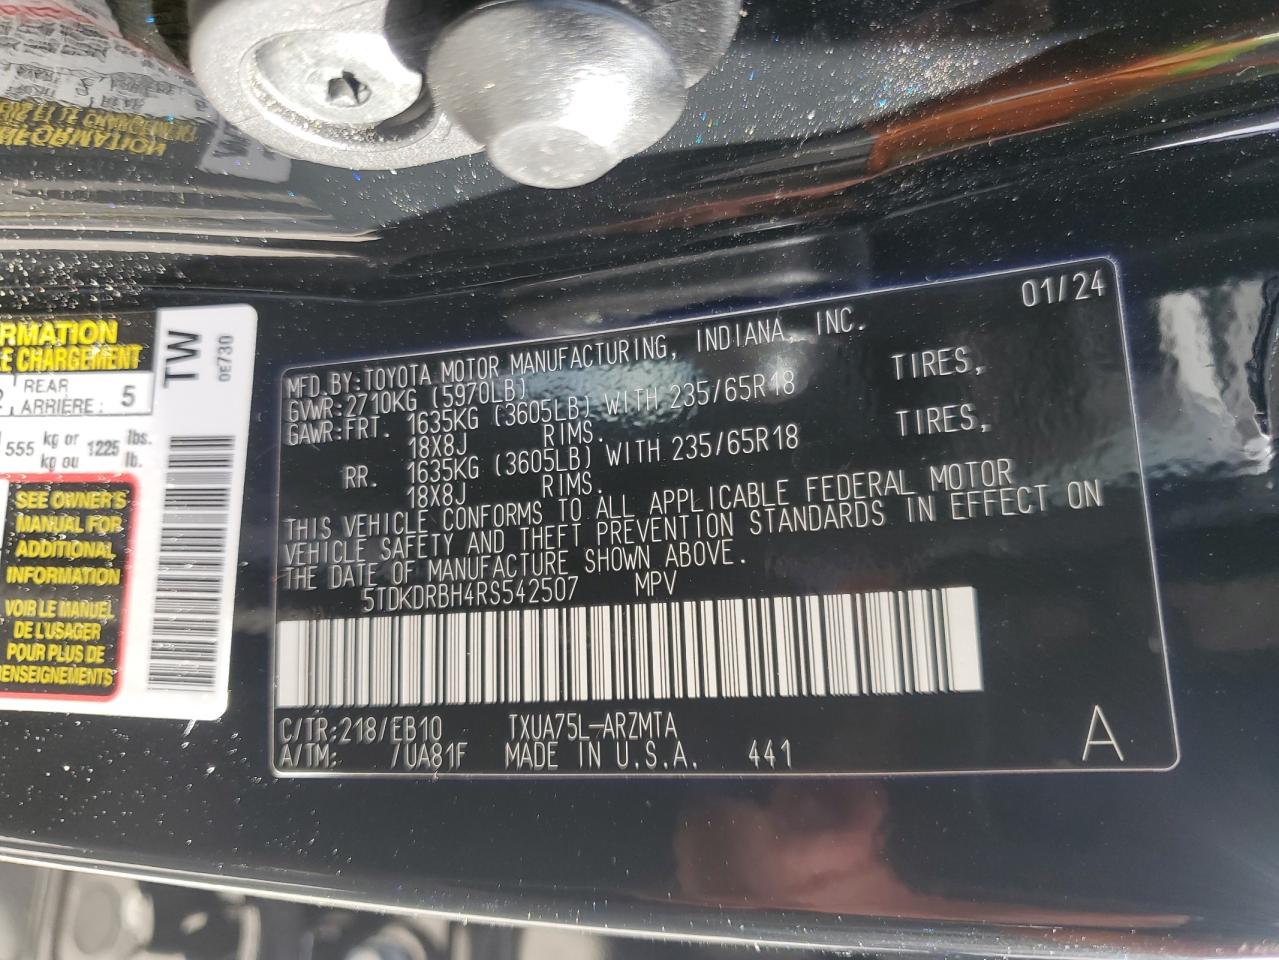 INFORMATION
RMATION
LE CHARGEMENT
REAR
ARRIÈRE: 5
555 kg or 1225 lbs.
kg ou lb.
SEE OWNER'S
MANUAL FOR
ADDITIONAL
INFORMATION
VOIR LE MANUEL
DE L'USAGER
POUR PLUS DE
RENSEIGNEMENTS
TW
0E730
01/24
MFD.BY:TOYOTA MOTOR MANUFACTURING, INDIANA, INC.
GVWR:2710KG (5970LB)
GAWR:FRT. 1635KG (3605LB) WITH 235/65R18 TIRES,
18X8J RIMS.
RR. 1635KG (3605LB) WITH 235/65R18 TIRES,
18X8J RIMS.
THIS VEHICLE CONFORMS TO ALL APPLICABLE FEDERAL MOTOR
VEHICLE SAFETY AND THEFT PREVENTION STANDARDS IN EFFECT ON
THE DATE OF MANUFACTURE SHOWN ABOVE.
5TDKDRBH4RS542507 MPV
C/TR:218/EB10 TXUA75L-ARZMTA
A/TM: /UA81F MADE IN U.S.A. 441
A